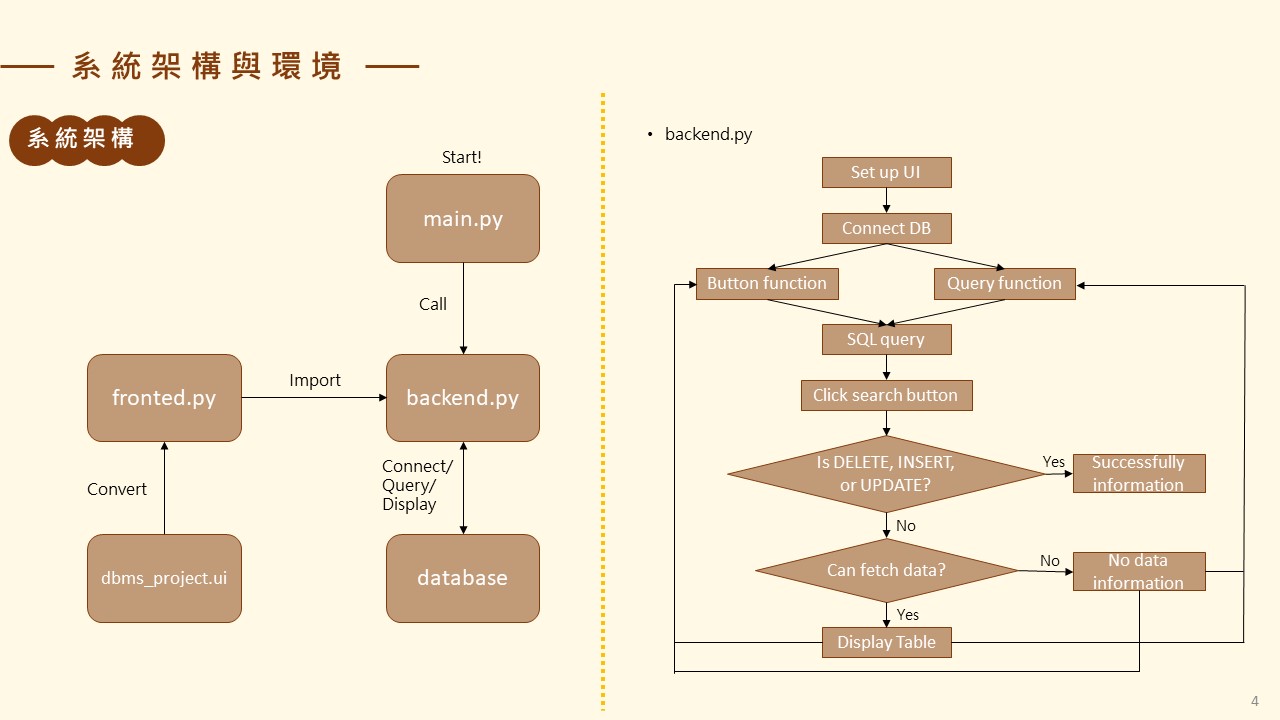 系統架構與環境
系統架構
Start!
main.py
Call
fronted.py
Import
backend.py
Convert
Connect/
Query/
Display
dbms_project.ui
database
• backend.py
Set up UI
Connect DB
Button function
Query function
SQL query
Click search button
Is DELETE, INSERT,
or UPDATE?
Yes
Successfully
information
No
Can fetch data?
No
No data
information
Yes
Display Table
4